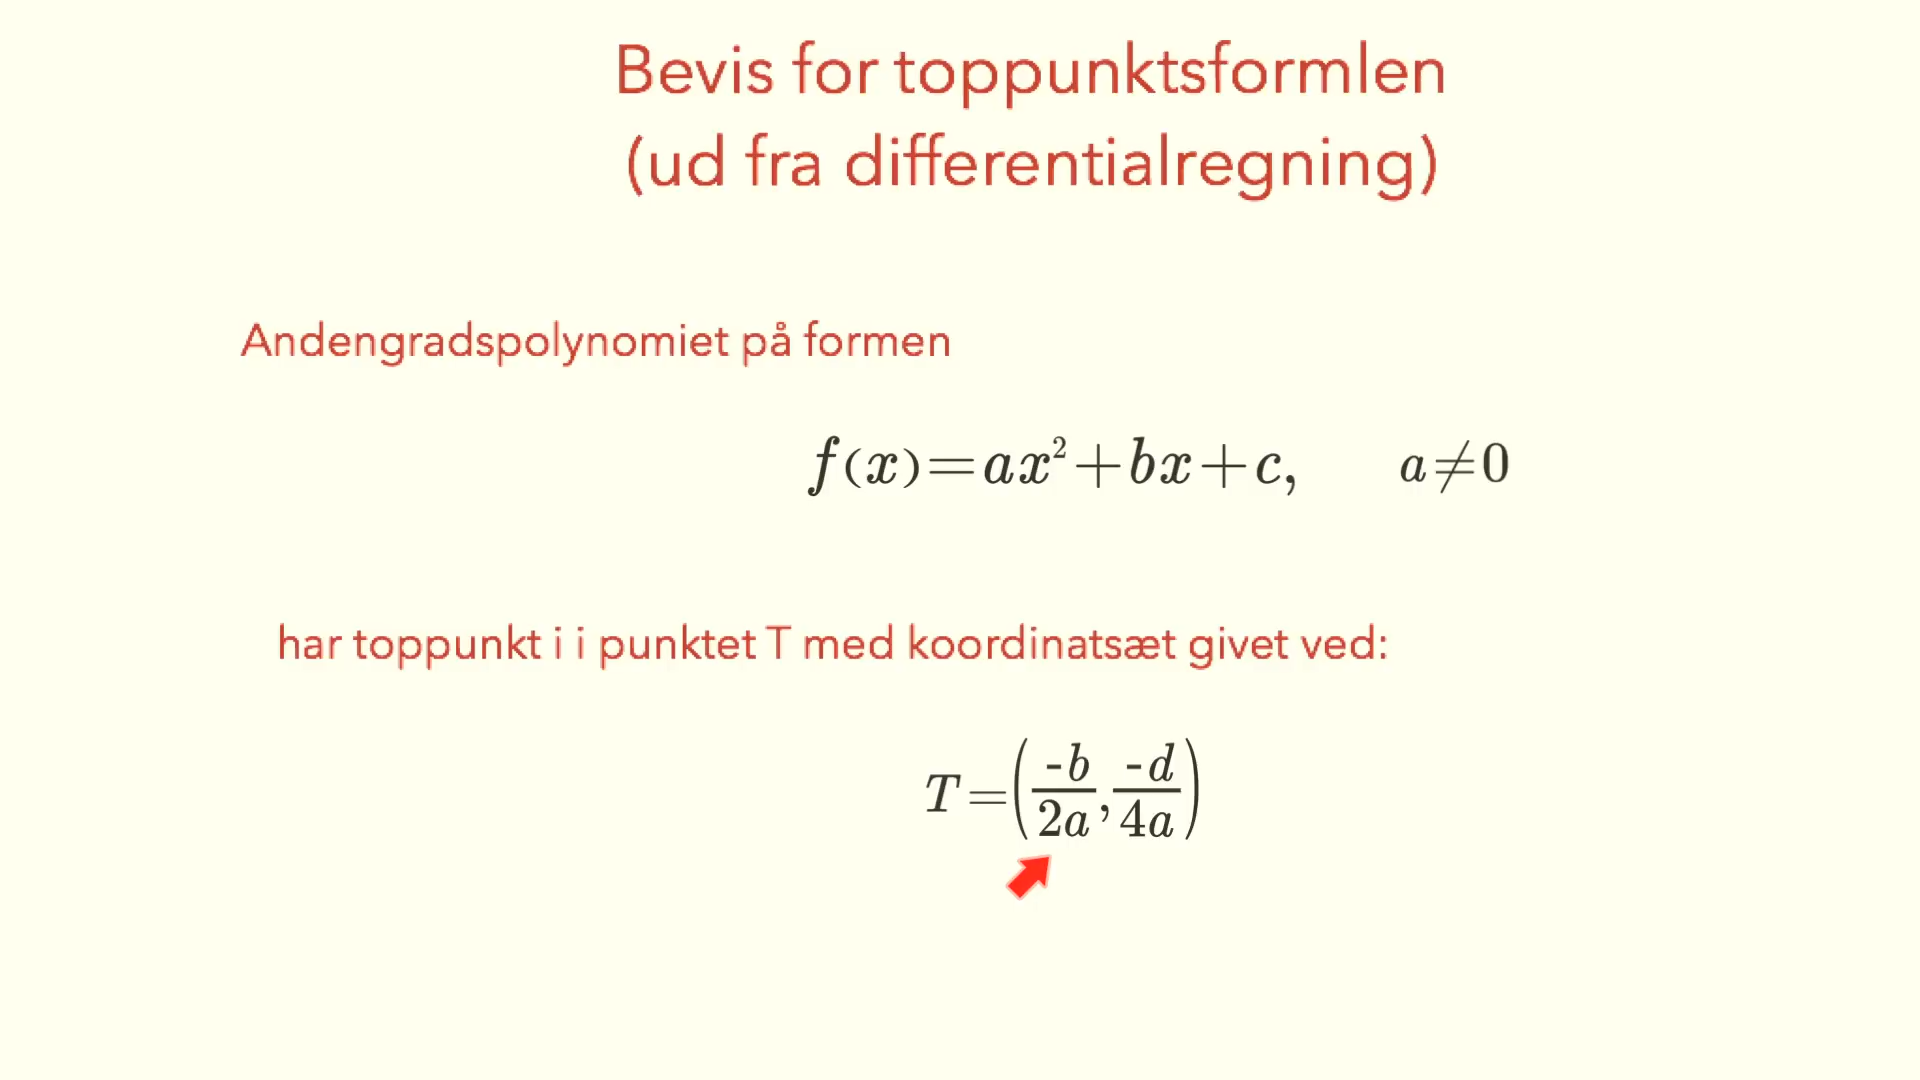 Bevis for toppunktsformlen
(ud fra differentialregning)
Andengradspolynomiet på formen
f(x)=ax²+bx+c, a≠0
har toppunkt i i punktet T med koordinatsæt givet ved:
T=(-b/2a, -d/4a)